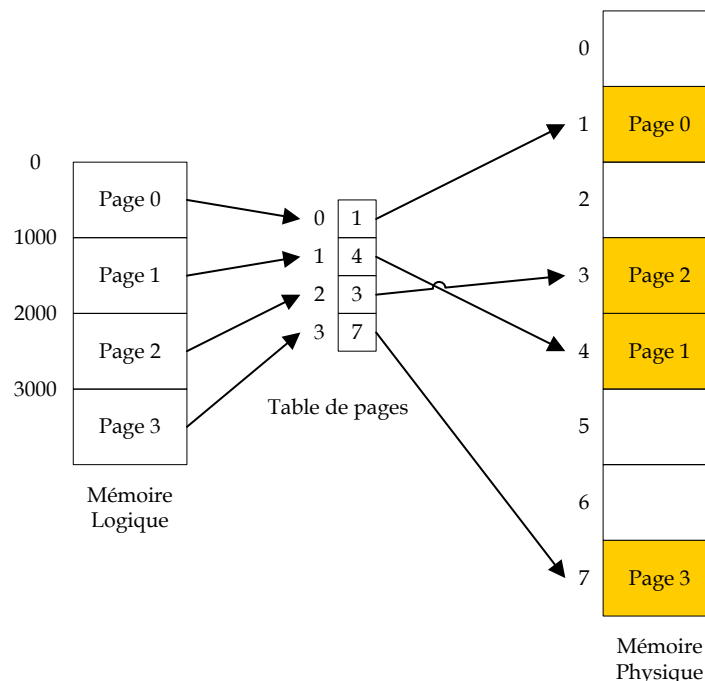 0
Page 0
1000
Page 1
2000
Page 2
3000
Page 3
Mémoire
Logique
0 1
1 4
2 3
3 7
Table de pages
0
1 Page 0
2
3 Page 2
4 Page 1
5
6
7 Page 3
Mémoire
Physique